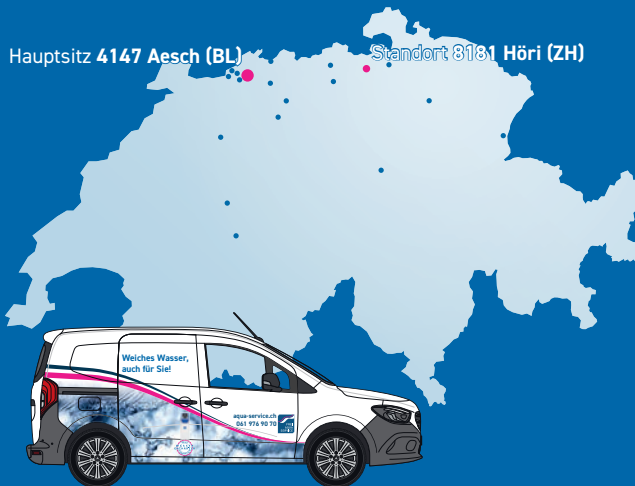 Hauptsitz 4147 Aesch (BL)
Standort 8181 Höri (ZH)
Weiches Wasser,
auch für Sie!
aqua-service.ch
061 976 90 70